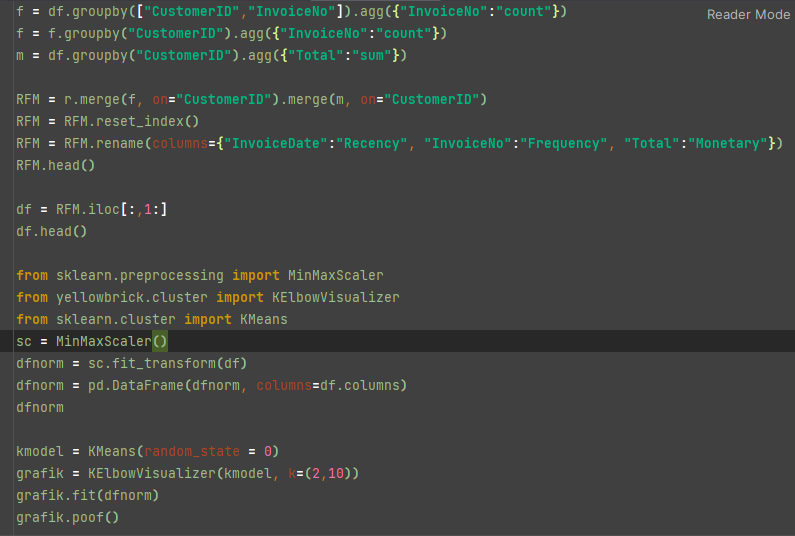 f = df.groupby(["CustomerID","InvoiceNo"]).agg({"InvoiceNo":"count"})
Reader Mode
f = f.groupby("CustomerID").agg({"InvoiceNo":"count"})
m = df.groupby("CustomerID").agg({"Total":"sum"})
RFM = r.merge(f, on="CustomerID").merge(m, on="CustomerID")
RFM = RFM.reset_index()
RFM = RFM.rename(columns={"InvoiceDate":"Recency", "InvoiceNo":"Frequency", "Total":"Monetary"})
RFM.head()
df = RFM.iloc[:,1:]
df.head()
from sklearn.preprocessing import MinMaxScaler
from yellowbrick.cluster import KElbowVisualizer
from sklearn.cluster import KMeans
sc = MinMaxScaler()
dfnorm = sc.fit_transform(df)
dfnorm = pd.DataFrame(dfnorm, columns=df.columns)
dfnorm
kmodel = KMeans(random_state = 0)
grafik = KElbowVisualizer(kmodel, k=(2,10))
grafik.fit(dfnorm)
grafik.poof()